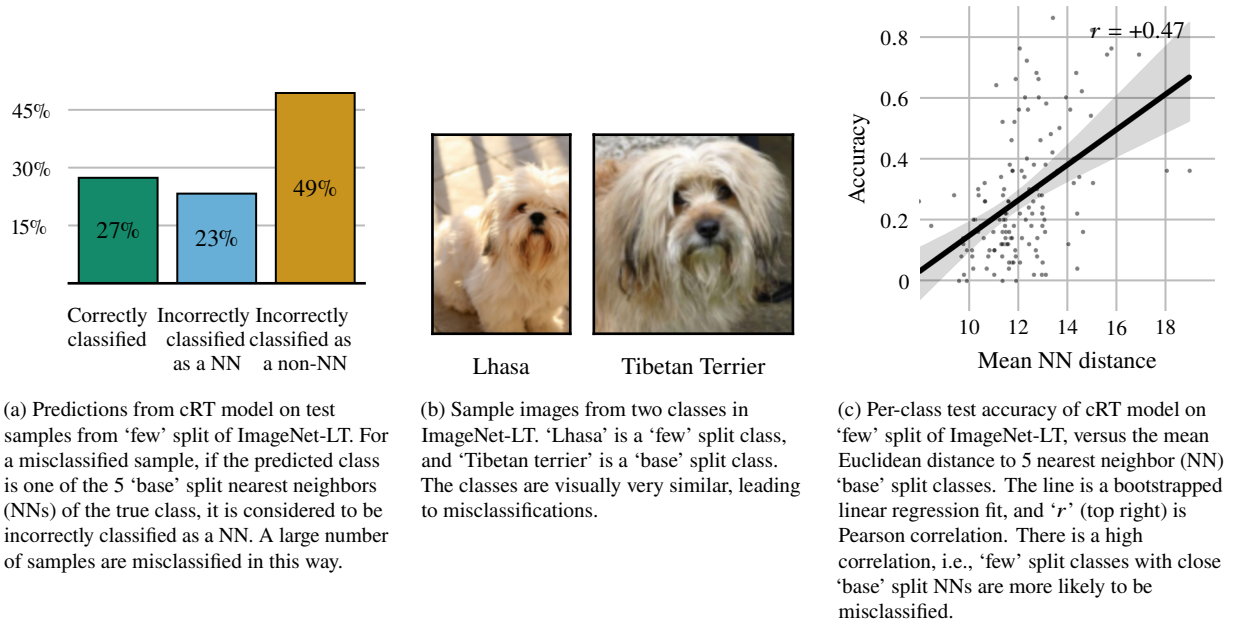 45%
30%
15%
27%
23%
49%
Correctly
classified
Incorrectly
classified
as a NN
Incorrectly
classified as
a non-NN
(a) Predictions from cRT model on test
samples from ‘few’ split of ImageNet-LT. For
a misclassified sample, if the predicted class
is one of the 5 ‘base’ split nearest neighbors
(NNs) of the true class, it is considered to be
incorrectly classified as a NN. A large number
of samples are misclassified in this way.
Lhasa
Tibetan Terrier
(b) Sample images from two classes in
ImageNet-LT. ‘Lhasa’ is a ‘few’ split class,
and ‘Tibetan terrier’ is a ‘base’ split class.
The classes are visually very similar, leading
to misclassifications.
r = +0.47
Accuracy
0.8
0.6
0.4
0.2
0
10 12 14 16 18
Mean NN distance
(c) Per-class test accuracy of cRT model on
‘few’ split of ImageNet-LT, versus the mean
Euclidean distance to 5 nearest neighbor (NN)
‘base’ split classes. The line is a bootstrapped
linear regression fit, and ‘r’ (top right) is
Pearson correlation. There is a high
correlation, i.e., ‘few’ split classes with close
‘base’ split NNs are more likely to be
misclassified.